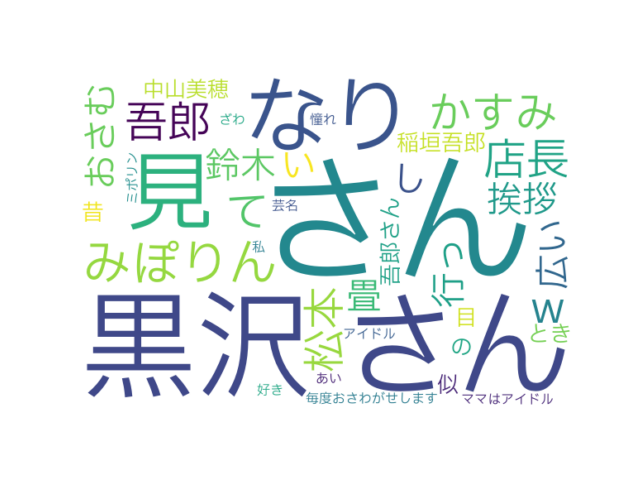 中山美穂
おさむ
吾郎
ざわ
憧れ
なり
かすみ
稲垣吾郎
ミポリン
見
鈴木
い
て
芸名
さん
し
店長
挨拶
昔
みぽりん
私
吾郎さん
行っ
広い
畳
黒沢さん
松本
アイドル
w
目
とき
の
あい
好き
毎度おさわがせします
似
ママはアイドル